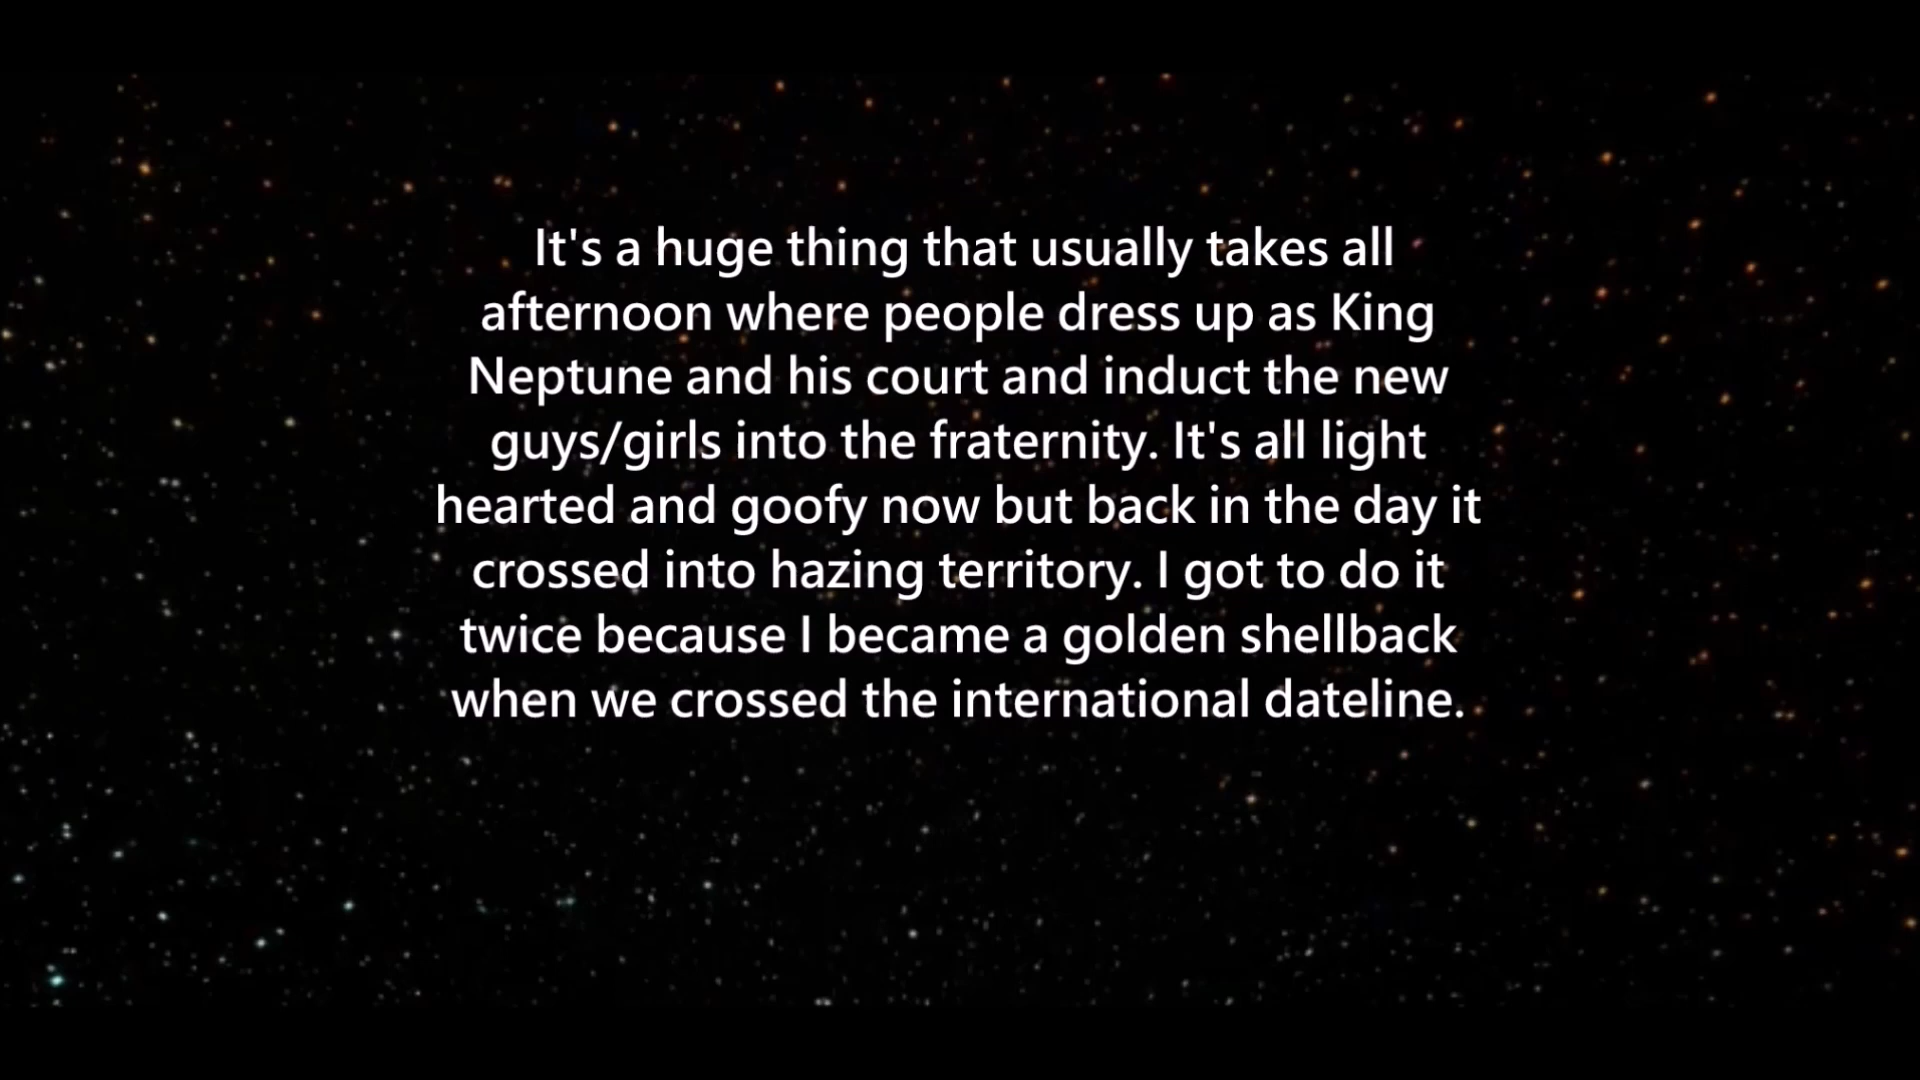 It's a huge thing that usually takes all
afternoon where people dress up as King
Neptune and his court and induct the new
guys/girls into the fraternity. It's all light
hearted and goofy now but back in the day it
crossed into hazing territory. I got to do it
twice because I became a golden shellback
when we crossed the international dateline.